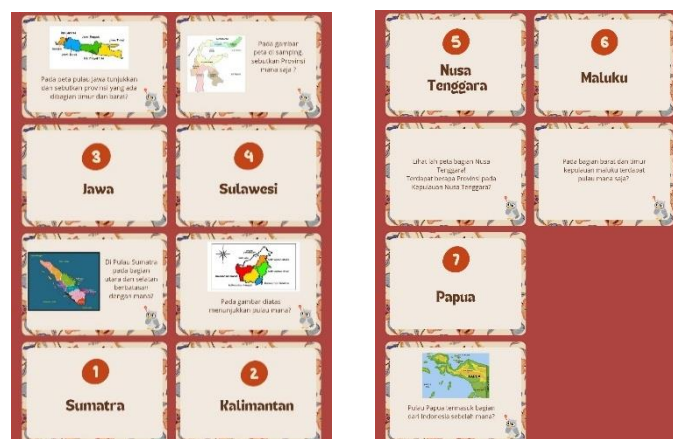 Pada peta pulau Jawa tunjukkan
dan sebutkan provinsi yang ada
dibagian timur dan barat?
Pada gambar
peta di samping,
sebutkan Provinsi
mana saja ?
3
Jawa
4
Sulawesi
Di Pulau Sumatra
pada bagian
utara dan selatan
berbatasan
dengan mana?
Pada gambar diatas
menunjukkan pulau mana?
1
Sumatra
2
Kalimantan
5
Nusa
Tenggara
6
Maluku
Lihat lah peta bagian Nusa
Tenggara!
Terdapat berapa Provinsi pada
Kepulauan Nusa Tenggara?
Pada bagian barat dan timur
kepulauan maluku terdapat
pulau mana saja?
7
Papua
PAPUA
Pulau Papua termasuk bagian
dari Indonesia sebelah mana?